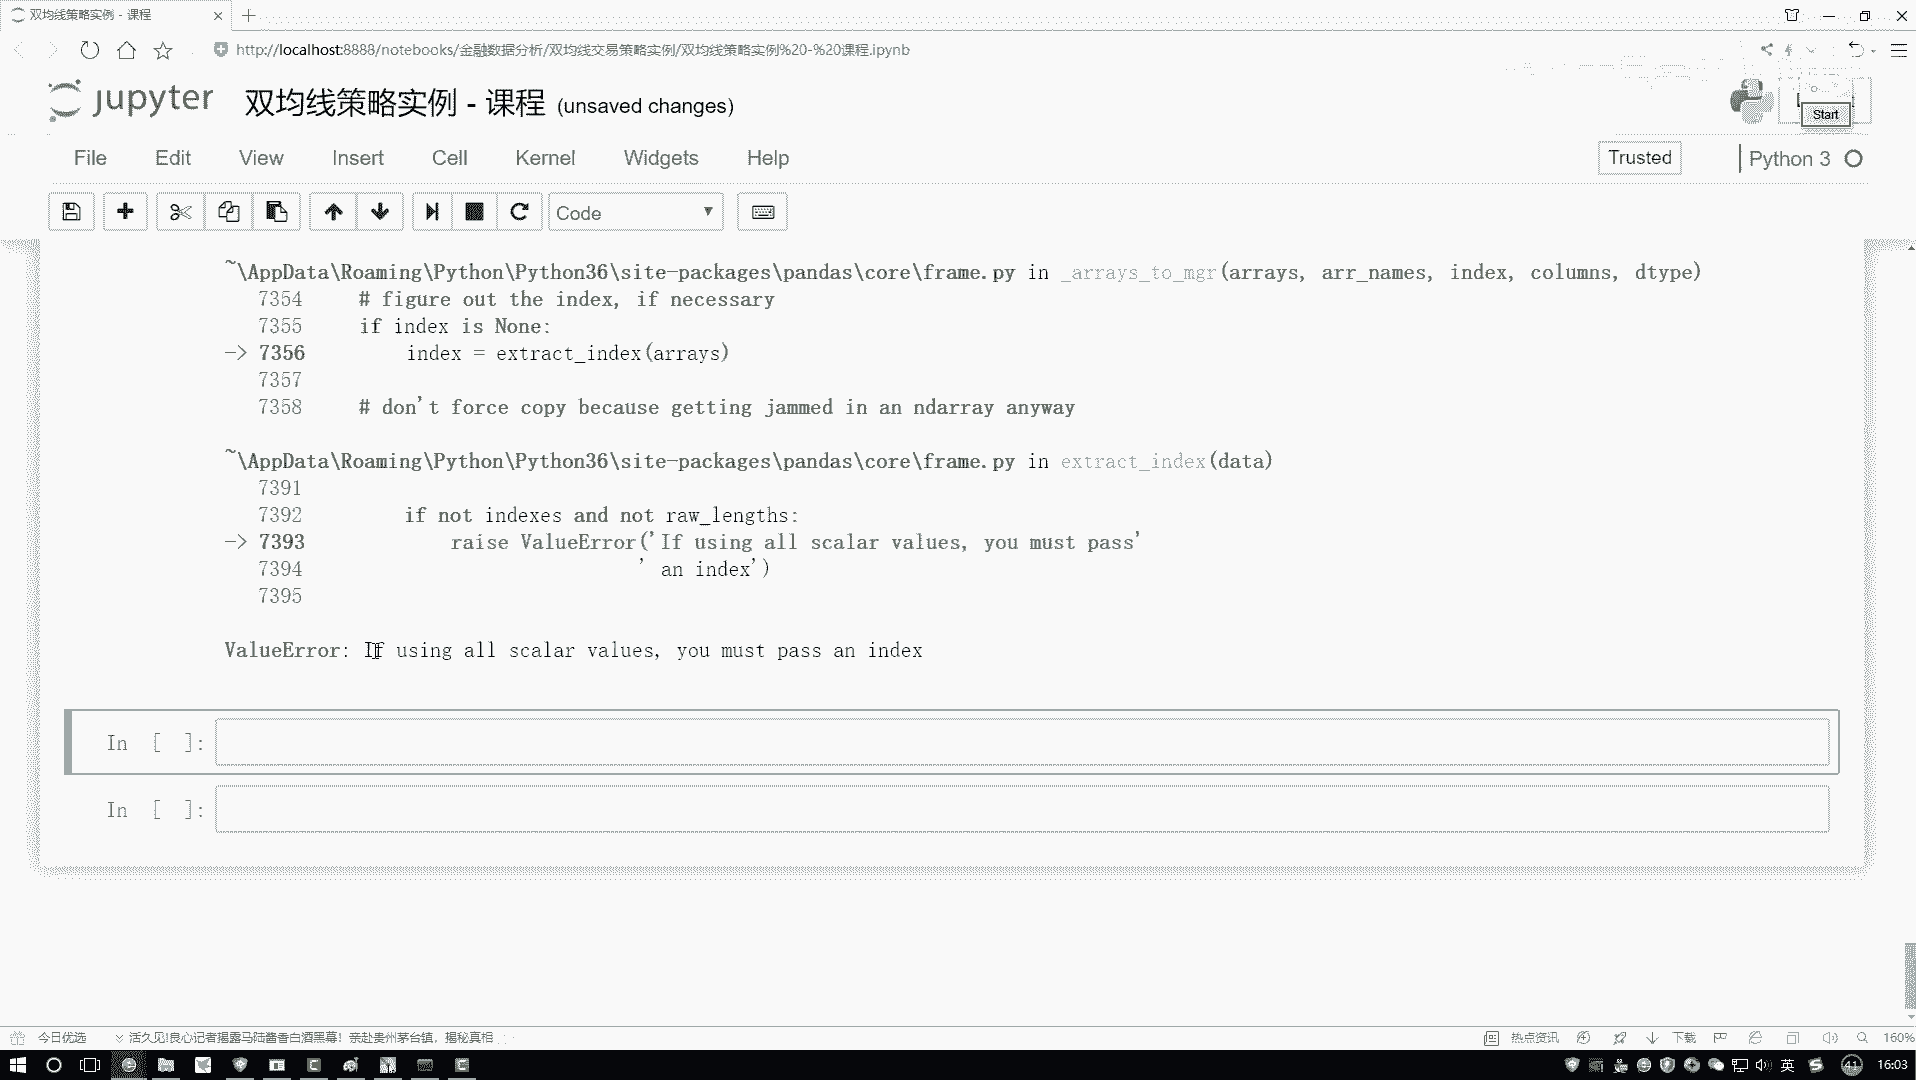 双均线策略实例 - 课程
http://localhost:8888/notebooks/金融数据分析/双均线交易策略实例/双均线策略实例%20-%20课程.ipynb
jupyter 双均线策略实例 - 课程 (unsaved changes)
Start
File Edit View Insert Cell Kernel Widgets Help
Trusted
Python 3
Code
~\AppData\Roaming\Python\Python36\site-packages\pandas\core\frame.py in _arrays_to_mgr(arrays, arr_names, index, columns, dtype)
7354 # figure out the index, if necessary
7355 if index is None:
-> 7356 index = extract_index(arrays)
7357
7358 # don't force copy because getting jammed in an ndarray anyway
~\AppData\Roaming\Python\Python36\site-packages\pandas\core\frame.py in extract_index(data)
7391
7392 if not indexes and not raw_lengths:
-> 7393 raise ValueError('If using all scalar values, you must pass'
7394 ' an index')
7395
ValueError: If using all scalar values, you must pass an index
In [ ]:
In [ ]:
今日优选 活久见!良心记者揭露马陆酱香白酒黑幕！亲赴贵州茅台镇，揭秘真相
热点资讯 下载 160%
英 41 16:03